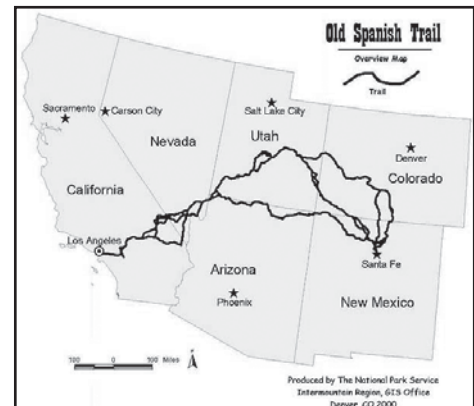 Old Spanish Trail
Overview Map
Trail
Salt Lake City
Sacramento
Carson City
Nevada
Utah
Denver
Colorado
California
Los Angeles
Santa Fe
Arizona
Phoenix
New Mexico
100 0 100 Miles
N
Produced by The National Park Service
Intermountain Region, GIS Office
Denver, CO 2000